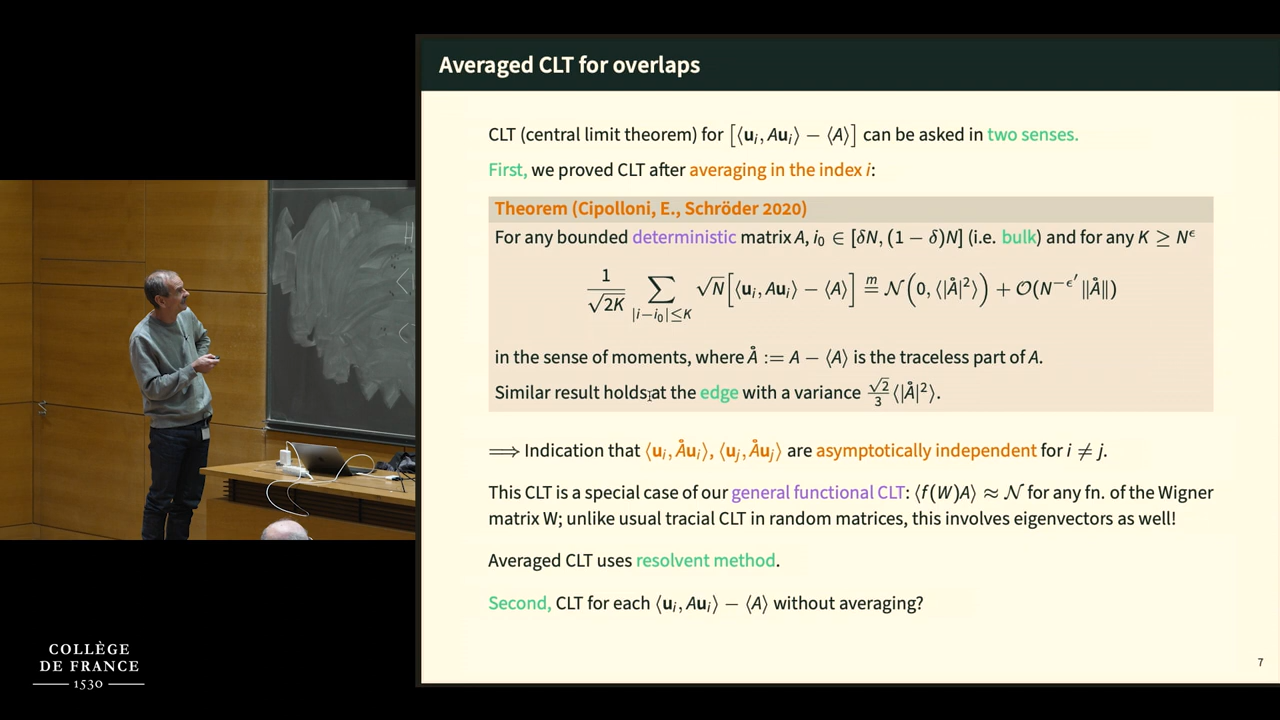 Averaged CLT for overlaps
CLT (central limit theorem) for [⟨u_i, Au_i⟩ − ⟨A⟩] can be asked in two senses.
First, we proved CLT after averaging in the index i:
Theorem (Cipolloni, E., Schröder 2020)
For any bounded deterministic matrix A, i_0 ∈ [δN, (1 − δ)N] (i.e. bulk) and for any K ≥ N^ϵ
1/√2K ∑_{|i−i_0|≤K} √N[⟨u_i, Au_i⟩ − ⟨A⟩] =^m 𝒩(0, ⟨|Å|²⟩) + 𝒪(N^{−ϵ′}‖Å‖)
in the sense of moments, where Å := A − ⟨A⟩ is the traceless part of A.
Similar result holds at the edge with a variance √2/3⟨|Å|²⟩.
⟹ Indication that ⟨u_i, Åu_i⟩, ⟨u_j, Åu_j⟩ are asymptotically independent for i ≠ j.
This CLT is a special case of our general functional CLT: ⟨f(W)A⟩ ≈ 𝒩 for any fn. of the Wigner
matrix W; unlike usual tracial CLT in random matrices, this involves eigenvectors as well!
Averaged CLT uses resolvent method.
Second, CLT for each ⟨u_i, Au_i⟩ − ⟨A⟩ without averaging?
7
COLLÈGE
DE FRANCE
1530